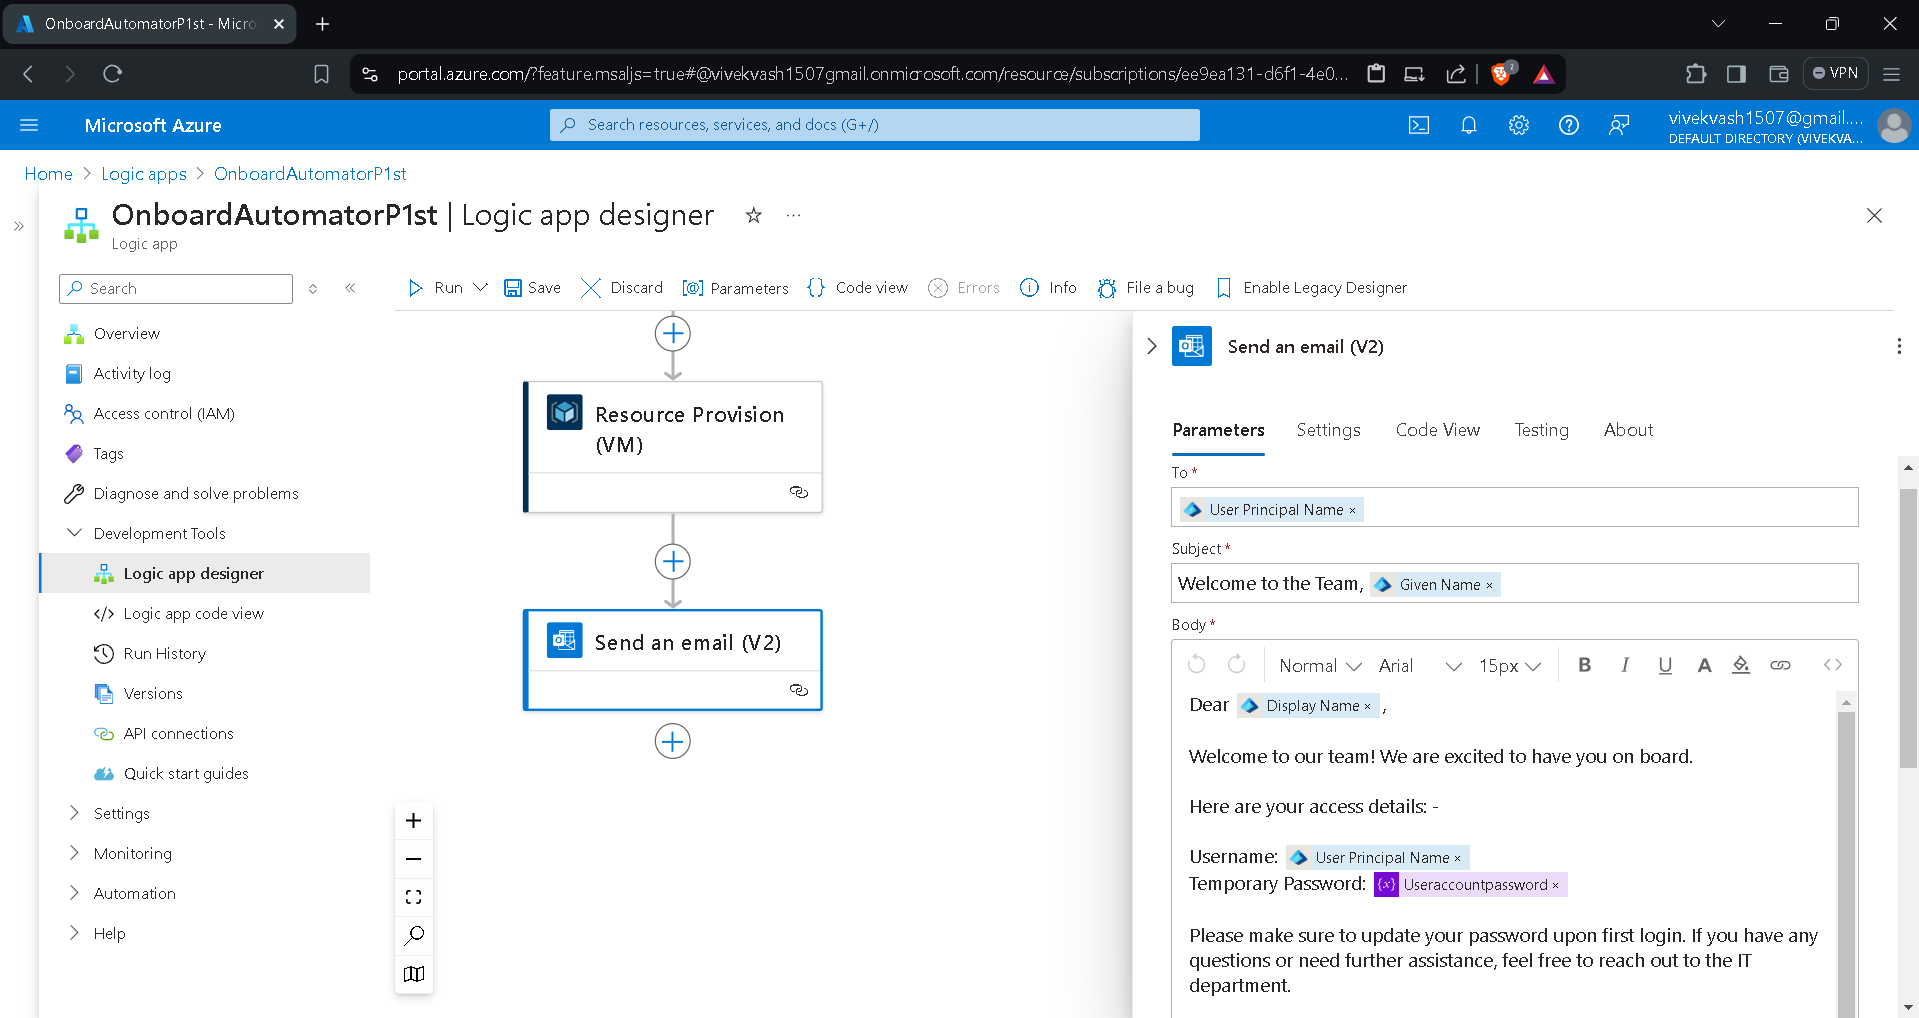 OnboardAutomatorP1st - Micro
portal.azure.com/?feature.msaljs=true#@vivekvash1507gmail.onmicrosoft.com/resource/subscriptions/ee9ea131-d6f1-4e0...
2
VPN
Microsoft Azure
Search resources, services, and docs (G+/)
vivekvash1507@gmail....
DEFAULT DIRECTORY (VIVEKVA...
Home > Logic apps > OnboardAutomatorP1st
OnboardAutomatorP1st | Logic app designer
Logic app
Search
Run
Save
Discard
Parameters
Code view
Errors
Info
File a bug
Enable Legacy Designer
Overview
Activity log
Access control (IAM)
Tags
Diagnose and solve problems
Development Tools
Logic app designer
Logic app code view
Run History
Versions
API connections
Quick start guides
Settings
Monitoring
Automation
Help
Resource Provision
(VM)
Send an email (V2)
Send an email (V2)
Parameters
Settings
Code View
Testing
About
To *
User Principal Name ×
Subject *
Welcome to the Team, Given Name ×
Body *
Normal
Arial
15px
B I U A
Dear Display Name × ,
Welcome to our team! We are excited to have you on board.
Here are your access details: -
Username: User Principal Name ×
Temporary Password: {x} Useraccountpassword ×
Please make sure to update your password upon first login. If you have any
questions or need further assistance, feel free to reach out to the IT
department.